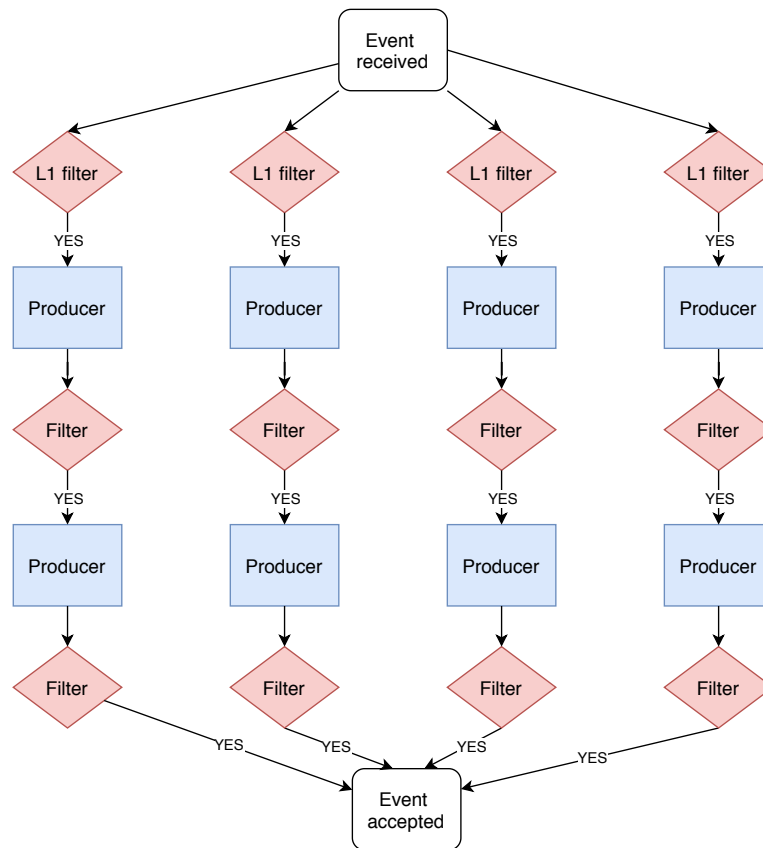 Event
received
L1 filter
L1 filter
L1 filter
L1 filter
YES
YES
YES
YES
Producer
Producer
Producer
Producer
Filter
Filter
Filter
Filter
YES
YES
YES
YES
Producer
Producer
Producer
Producer
Filter
Filter
Filter
Filter
YES
YES
YES
YES
Event
accepted